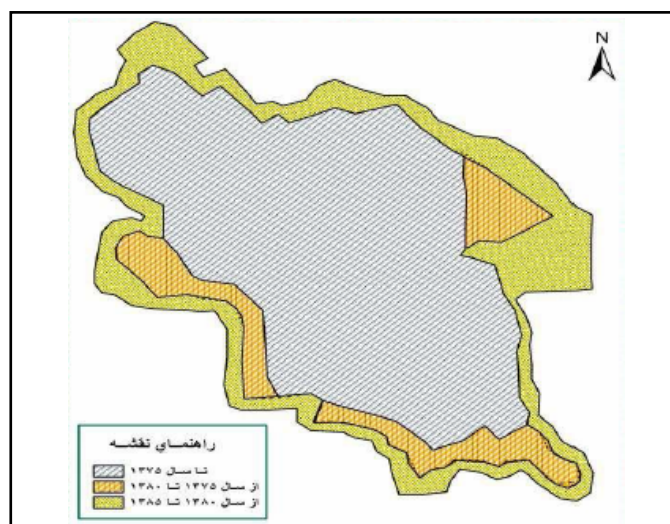 N
راهنمای نقشه
تا سال ۱۳۷۵
از سال ۱۳۷۵ تا ۱۳۸۰
از سال ۱۳۸۰ تا ۱۳۸۵